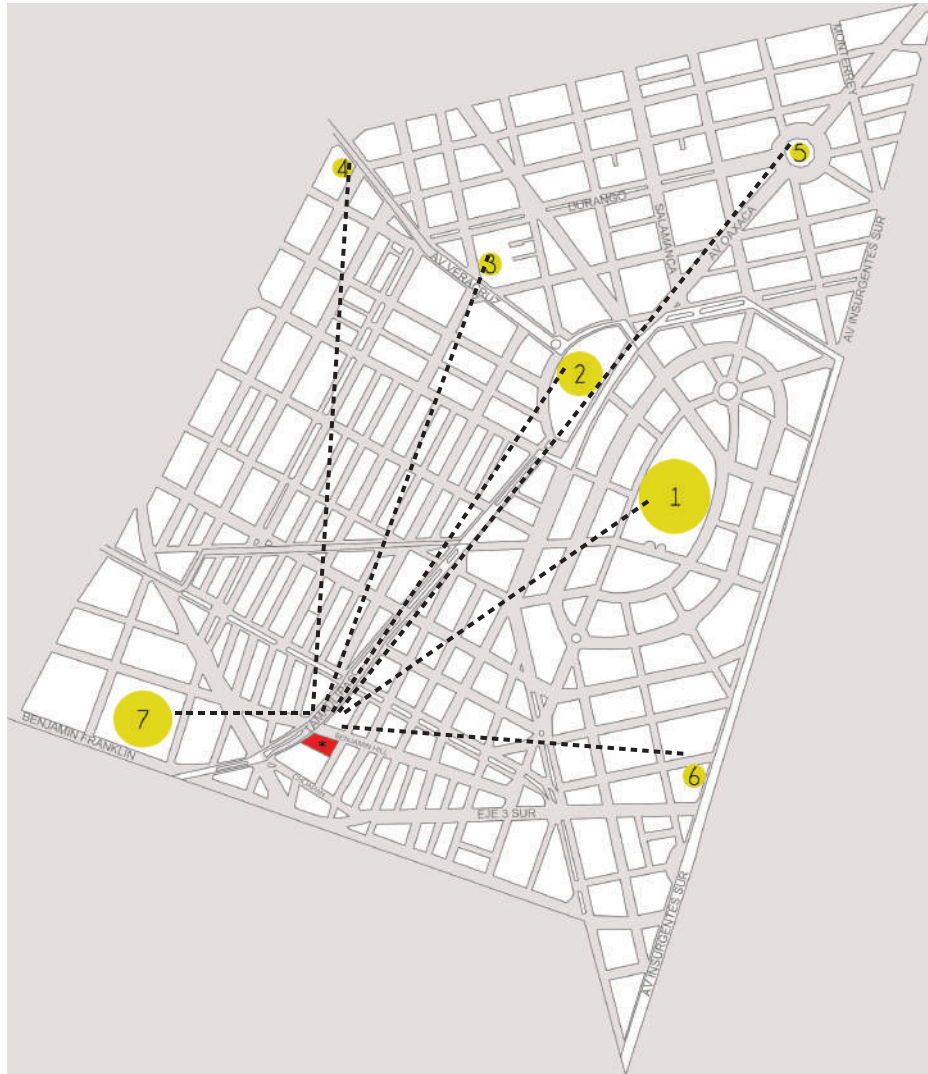 MONTERREY
5
4
DURANGO
SALAMANCA
AV OAXACA
AV INSURGENTES SUR
3
AV VERACRUZ
2
1
7
BENJAMIN FRANKLIN
*
BENJAMIN HILL
6
EJE 3 SUR
AV INSURGENTES SUR